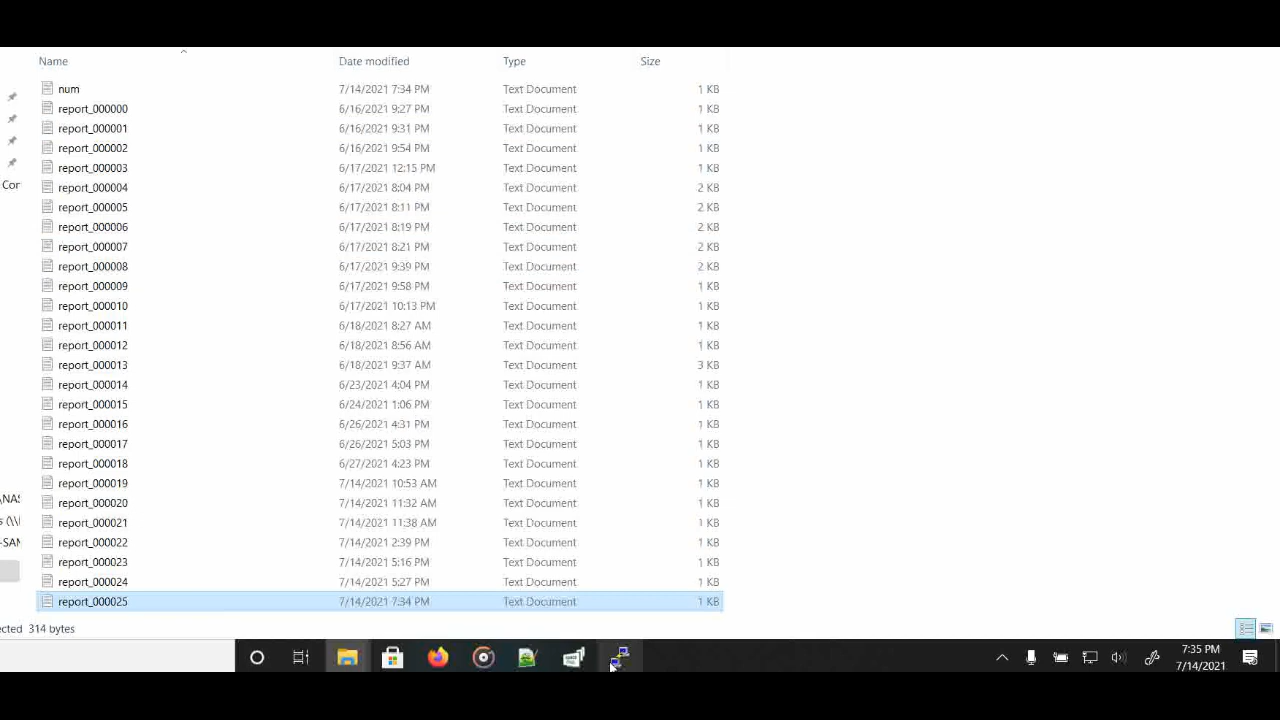 Name Date modified Type Size
num 7/14/2021 7:34 PM Text Document 1 KB
report_000000 6/16/2021 9:27 PM Text Document 1 KB
report_000001 6/16/2021 9:31 PM Text Document 1 KB
report_000002 6/16/2021 9:54 PM Text Document 1 KB
report_000003 6/17/2021 12:15 PM Text Document 1 KB
Cor report_000004 6/17/2021 8:04 PM Text Document 2 KB
report_000005 6/17/2021 8:11 PM Text Document 2 KB
report_000006 6/17/2021 8:19 PM Text Document 2 KB
report_000007 6/17/2021 8:21 PM Text Document 2 KB
report_000008 6/17/2021 9:39 PM Text Document 2 KB
report_000009 6/17/2021 9:58 PM Text Document 1 KB
report_000010 6/17/2021 10:13 PM Text Document 1 KB
report_000011 6/18/2021 8:27 AM Text Document 1 KB
report_000012 6/18/2021 8:56 AM Text Document 1 KB
report_000013 6/18/2021 9:37 AM Text Document 3 KB
report_000014 6/23/2021 4:04 PM Text Document 1 KB
report_000015 6/24/2021 1:06 PM Text Document 1 KB
report_000016 6/26/2021 4:31 PM Text Document 1 KB
report_000017 6/26/2021 5:03 PM Text Document 1 KB
report_000018 6/27/2021 4:23 PM Text Document 1 KB
report_000019 7/14/2021 10:53 AM Text Document 1 KB
\NAS report_000020 7/14/2021 11:32 AM Text Document 1 KB
s (\\ report_000021 7/14/2021 11:38 AM Text Document 1 KB
-SAN report_000022 7/14/2021 2:39 PM Text Document 1 KB
report_000023 7/14/2021 5:16 PM Text Document 1 KB
report_000024 7/14/2021 5:27 PM Text Document 1 KB
report_000025 7/14/2021 7:34 PM Text Document 1 KB
ected 314 bytes
7:35 PM
7/14/2021